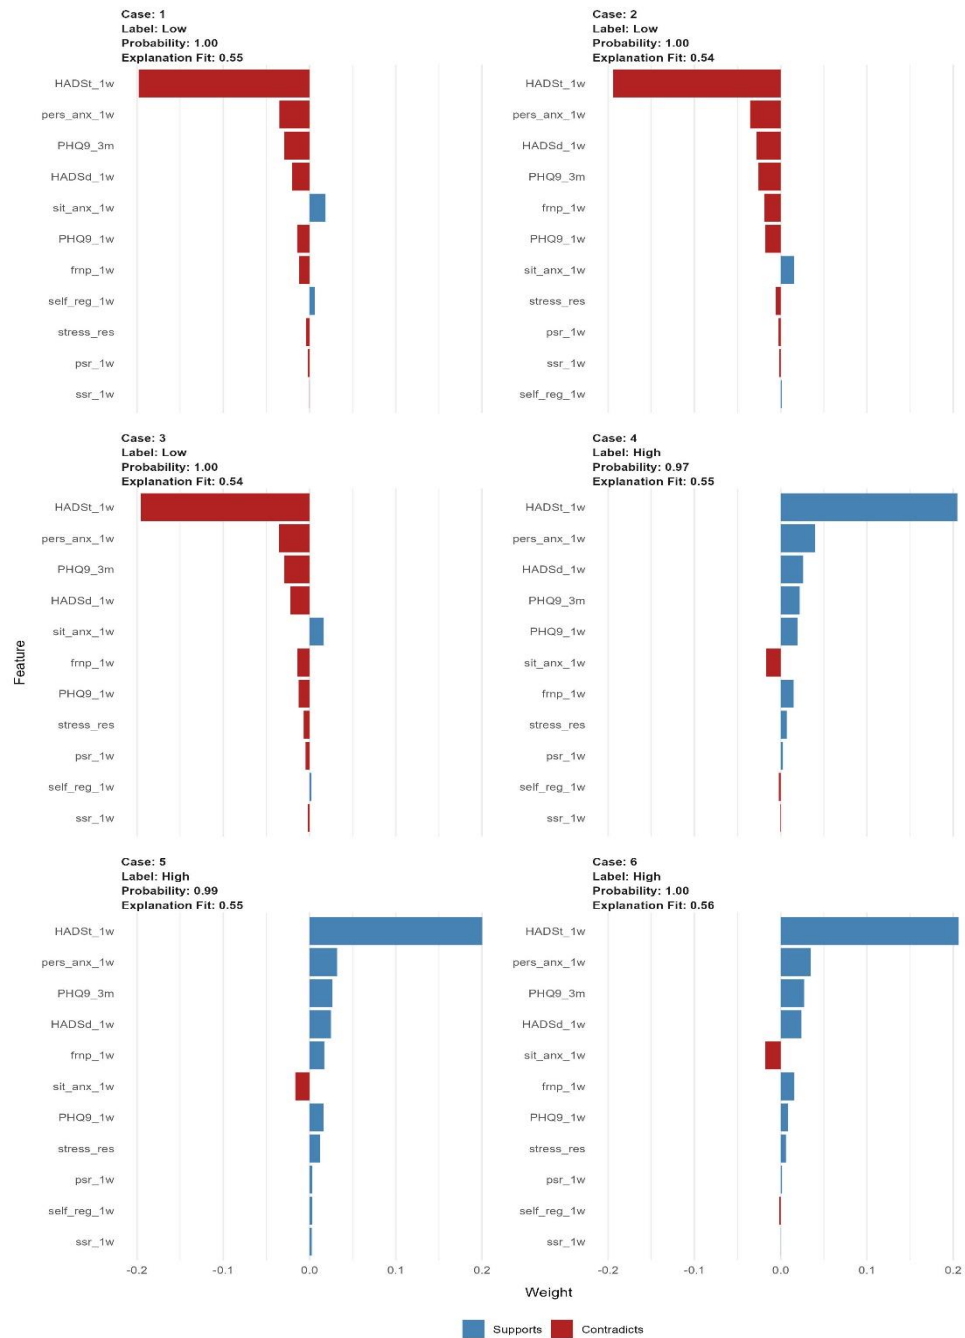 Case: 1
Label: Low
Probability: 1.00
Explanation Fit: 0.55
HADSt_1w
pers_anx_1w
PHQ9_3m
HADSd_1w
sit_anx_1w
PHQ9_1w
frnp_1w
self_reg_1w
stress_res
psr_1w
ssr_1w
Case: 2
Label: Low
Probability: 1.00
Explanation Fit: 0.54
HADSt_1w
pers_anx_1w
HADSd_1w
PHQ9_3m
frnp_1w
PHQ9_1w
sit_anx_1w
stress_res
psr_1w
ssr_1w
self_reg_1w
Case: 3
Label: Low
Probability: 1.00
Explanation Fit: 0.54
HADSt_1w
pers_anx_1w
PHQ9_3m
HADSd_1w
sit_anx_1w
frnp_1w
PHQ9_1w
stress_res
psr_1w
self_reg_1w
ssr_1w
Case: 4
Label: High
Probability: 0.97
Explanation Fit: 0.55
HADSt_1w
pers_anx_1w
HADSd_1w
PHQ9_3m
PHQ9_1w
sit_anx_1w
frnp_1w
stress_res
psr_1w
self_reg_1w
ssr_1w
Feature
Case: 5
Label: High
Probability: 0.99
Explanation Fit: 0.55
HADSt_1w
pers_anx_1w
PHQ9_3m
HADSd_1w
frnp_1w
sit_anx_1w
PHQ9_1w
stress_res
psr_1w
self_reg_1w
ssr_1w
-0.2 -0.1 0.0 0.1 0.2
Case: 6
Label: High
Probability: 1.00
Explanation Fit: 0.56
HADSt_1w
pers_anx_1w
PHQ9_3m
HADSd_1w
sit_anx_1w
frnp_1w
PHQ9_1w
stress_res
psr_1w
self_reg_1w
ssr_1w
-0.2 -0.1 0.0 0.1 0.2
Weight
Supports Contradicts